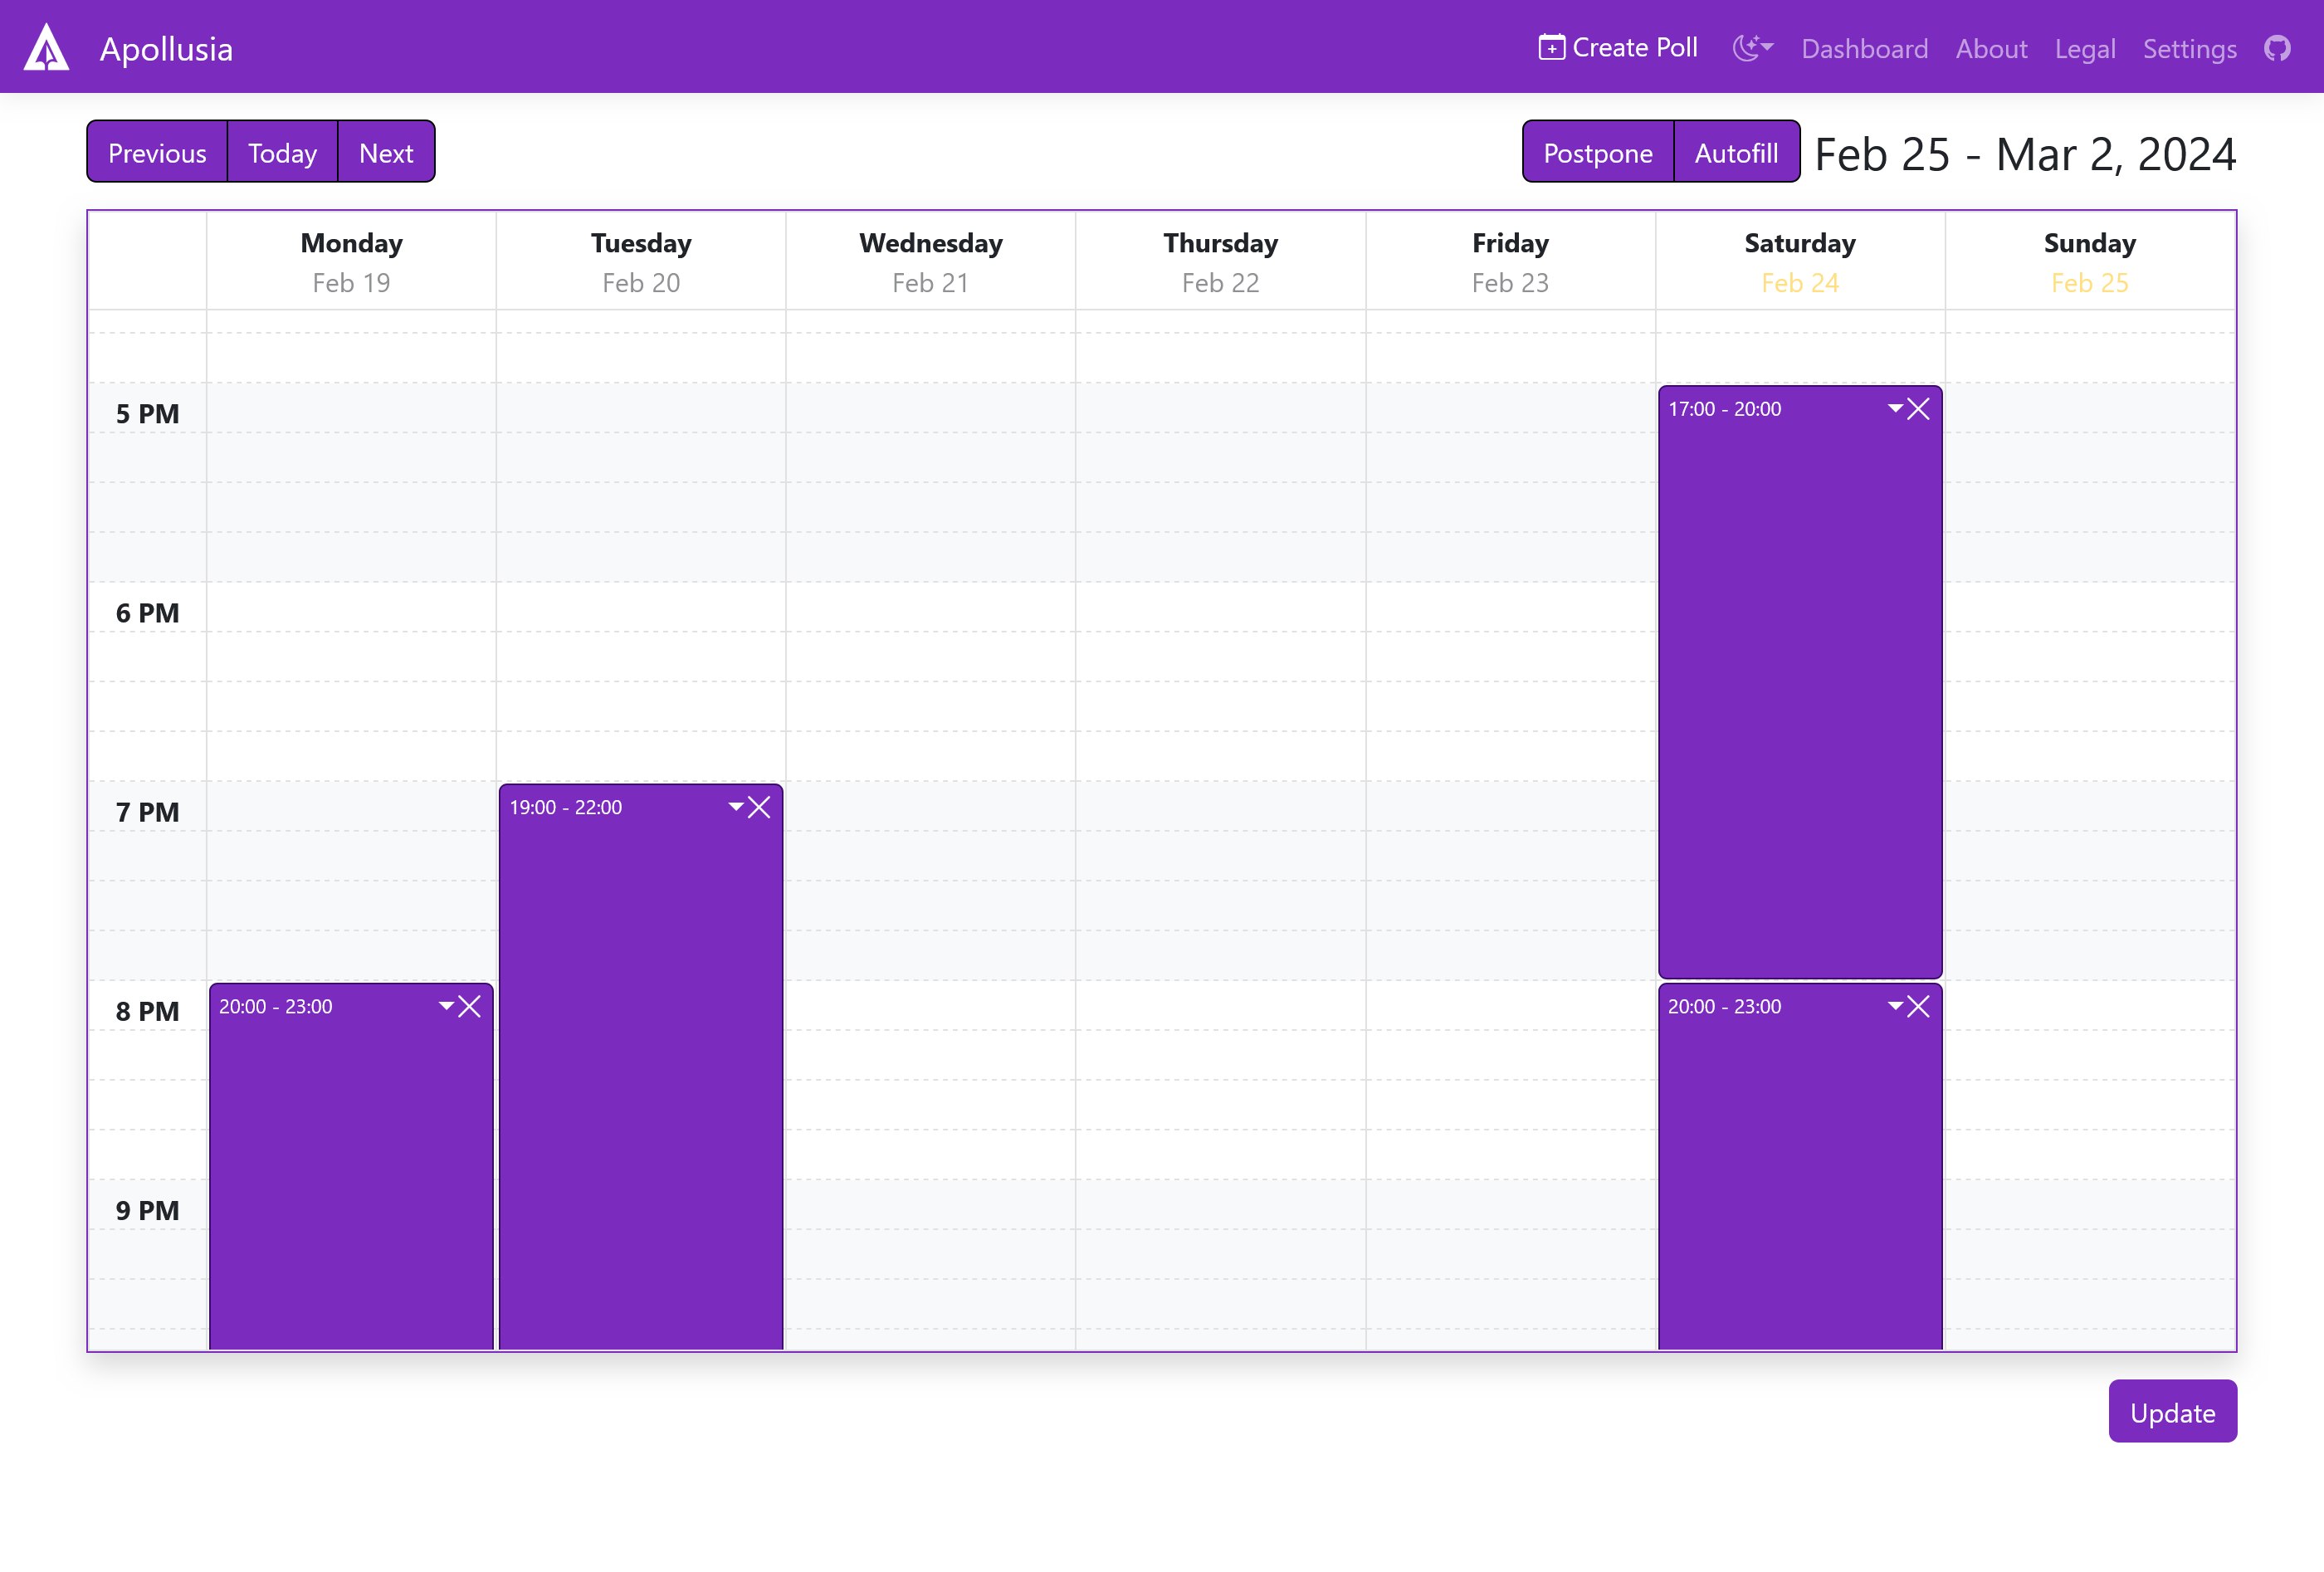 Apollusia
Create Poll
Dashboard
About
Legal
Settings
Previous
Today
Next
Postpone
Autofill
Feb 25 - Mar 2, 2024
Monday
Feb 19
Tuesday
Feb 20
Wednesday
Feb 21
Thursday
Feb 22
Friday
Feb 23
Saturday
Feb 24
Sunday
Feb 25
5 PM
17:00 - 20:00
6 PM
7 PM
19:00 - 22:00
8 PM
20:00 - 23:00
20:00 - 23:00
9 PM
Update